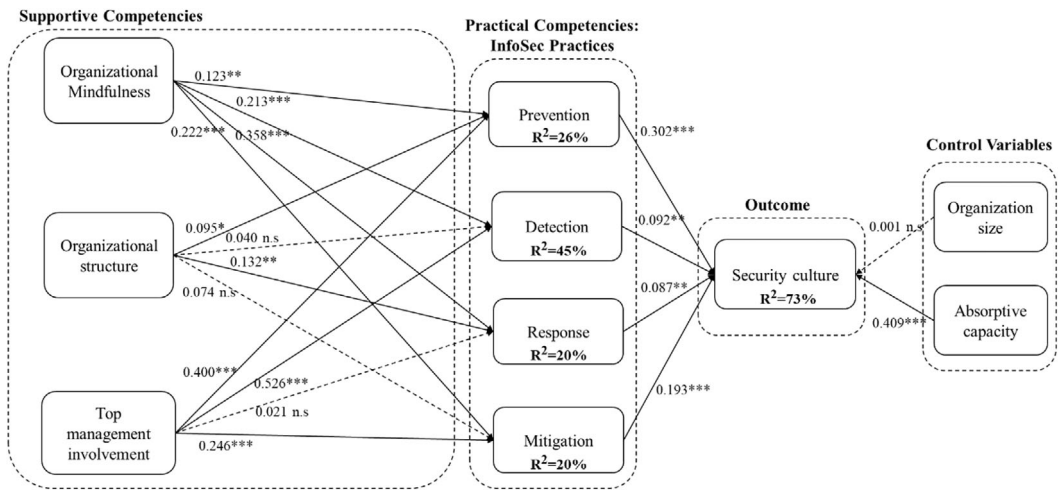 Supportive Competencies
Organizational
Mindfulness
Organizational
structure
Top
management
involvement
0.123**
0.213***
0.222***
0.358***
0.095*
0.040 n.s
0.132**
0.074 n.s
0.400***
0.526***
0.021 n.s
0.246***
Practical Competencies:
InfoSec Practices
Prevention
R²=26%
Detection
R²=45%
Response
R²=20%
Mitigation
R²=20%
0.302***
0.092**
0.087**
0.193***
Outcome
Security culture
R²=73%
Control Variables
Organization
size
Absorptive
capacity
0.001 n.s
0.409***